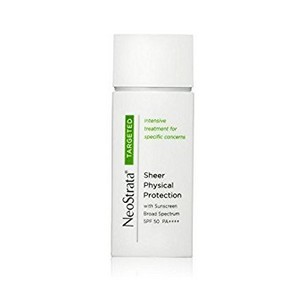 NeoStrata®
TARGETED
Intensive
treatment for
specific concerns
Sheer
Physical
Protection
with Sunscreen
Broad Spectrum
SPF 50 PA++++